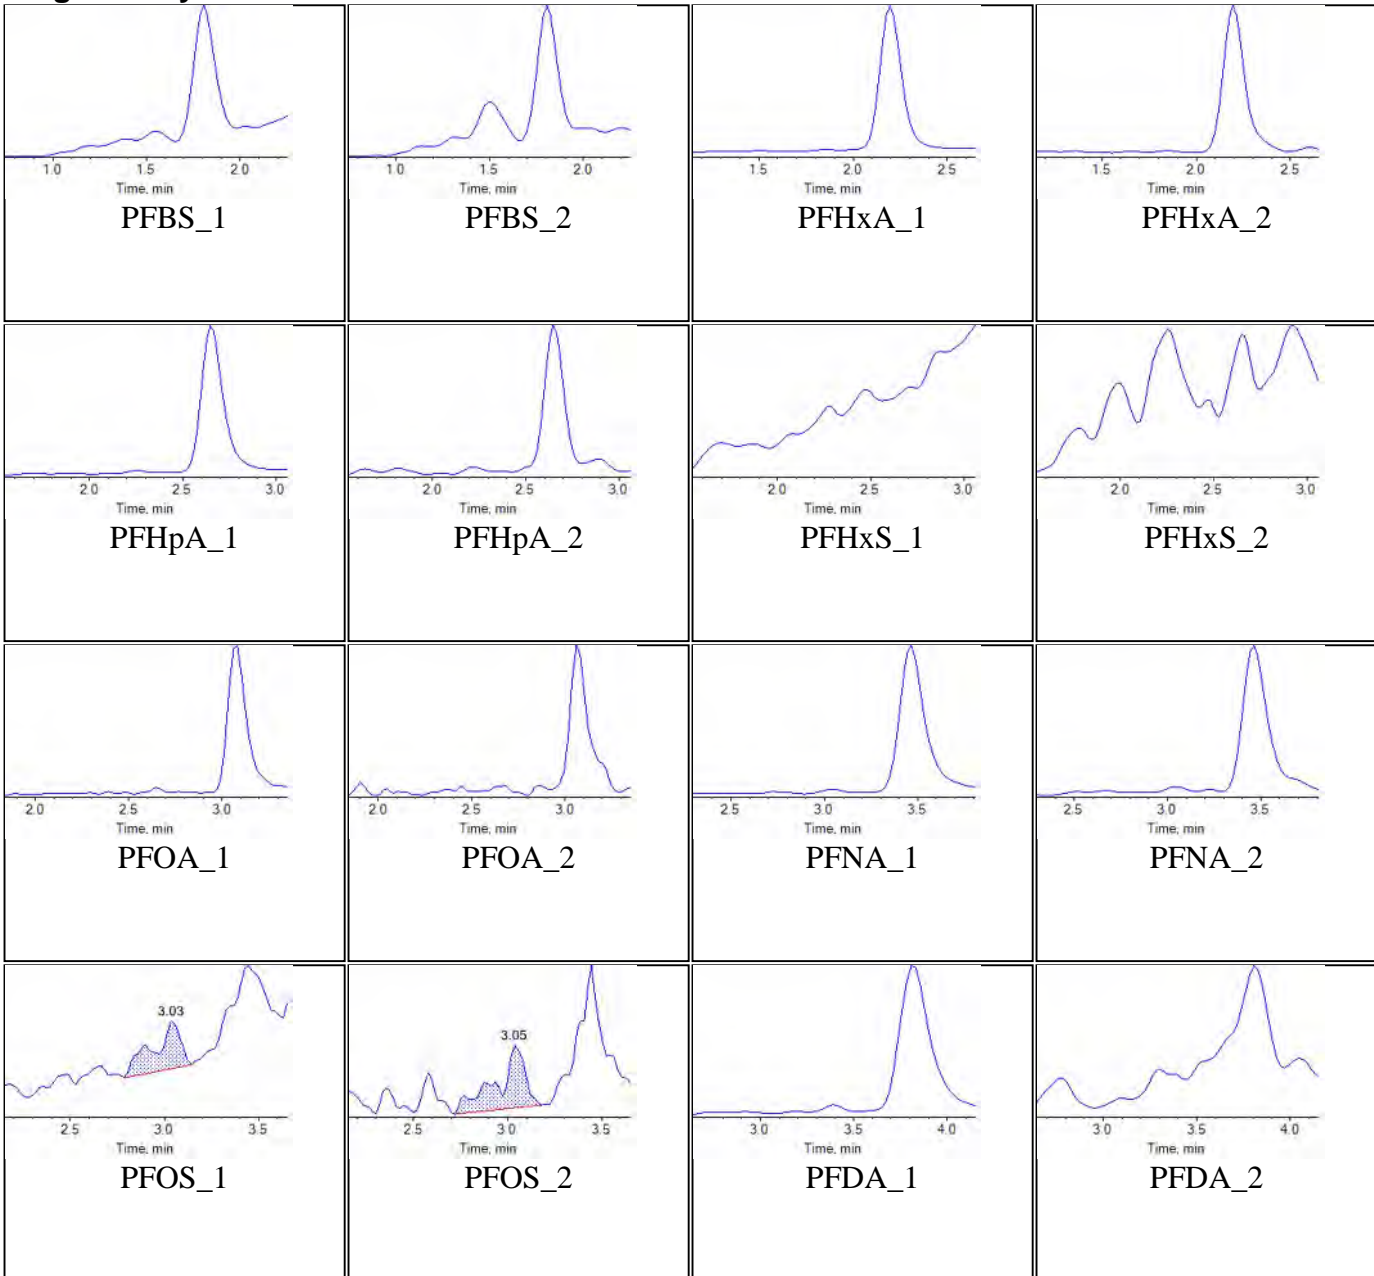 1.0 1.5 2.0
Time, min
PFBS_1
1.0 1.5 2.0
Time, min
PFBS_2
1.5 2.0 2.5
Time, min
PFHxA_1
1.5 2.0 2.5
Time, min
PFHxA_2
2.0 2.5 3.0
Time, min
PFHpA_1
2.0 2.5 3.0
Time, min
PFHpA_2
2.0 2.5 3.0
Time, min
PFHxS_1
2.0 2.5 3.0
Time, min
PFHxS_2
2.0 2.5 3.0
Time, min
PFOA_1
2.0 2.5 3.0
Time, min
PFOA_2
2.5 3.0 3.5
Time, min
PFNA_1
2.5 3.0 3.5
Time, min
PFNA_2
3.03
2.5 3.0 3.5
Time, min
PFOS_1
3.05
2.5 3.0 3.5
Time, min
PFOS_2
3.0 3.5 4.0
Time, min
PFDA_1
3.0 3.5 4.0
Time, min
PFDA_2